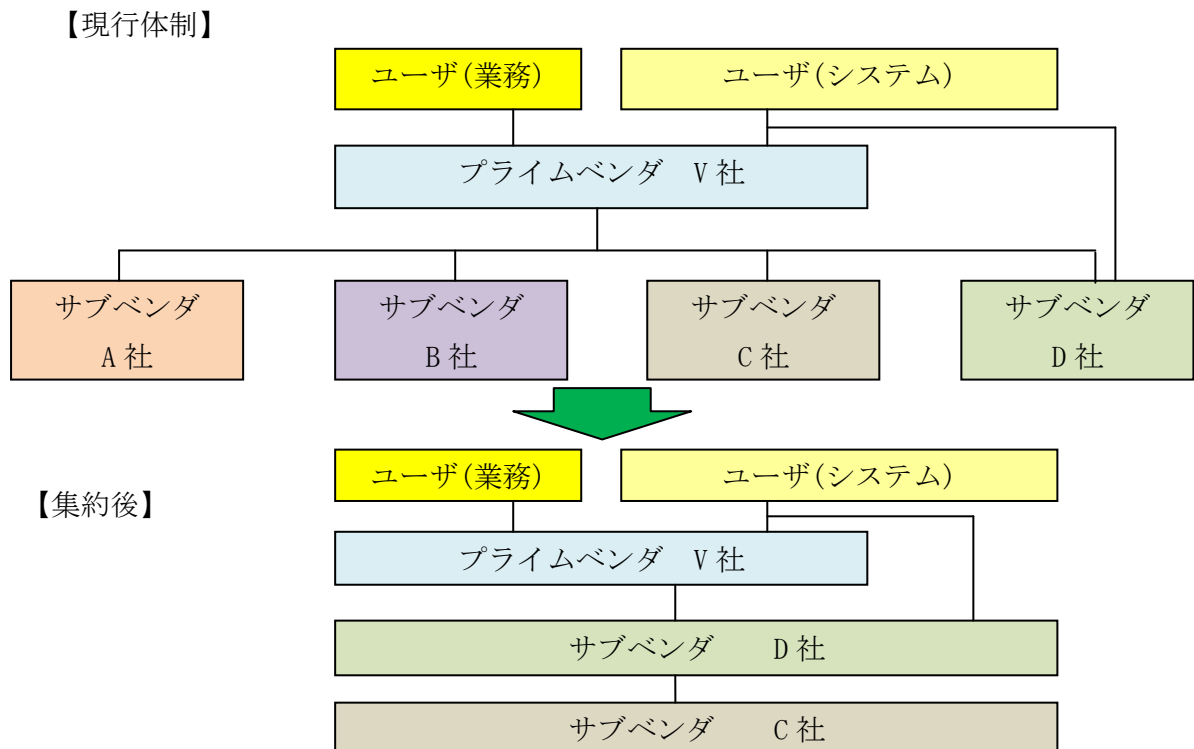 【現行体制】
ユーザ(業務)
ユーザ(システム)
プライムベンダ V社
サブベンダ
A社
サブベンダ
B社
サブベンダ
C社
サブベンダ
D社
ユーザ(業務)
ユーザ(システム)
【集約後】
プライムベンダ V社
サブベンダ D社
サブベンダ C社